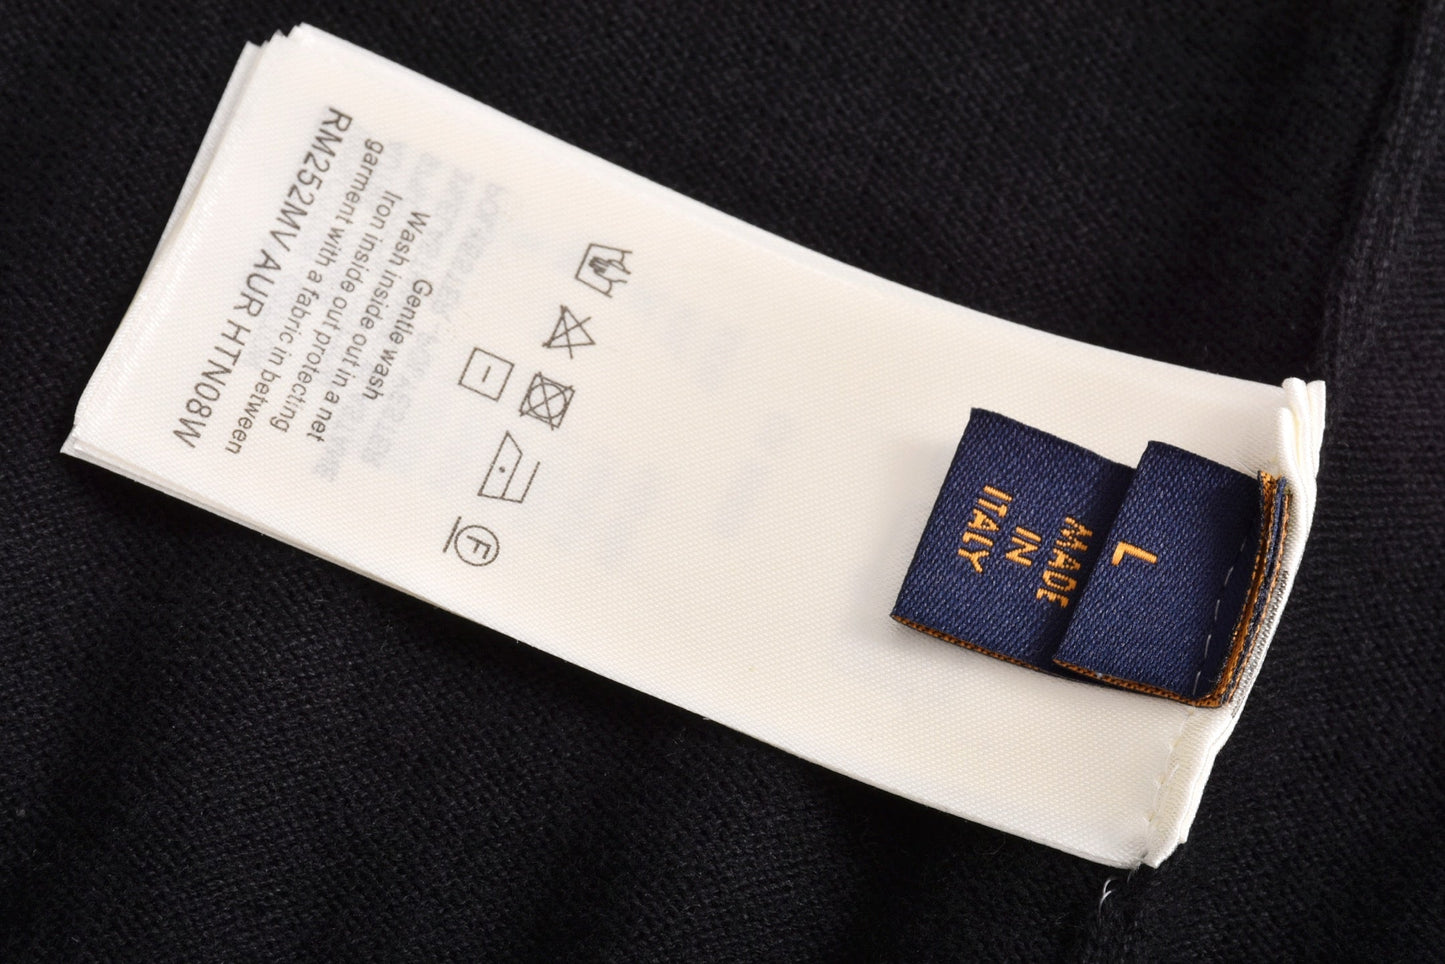 Gentle wash
Wash inside out in a net
Iron inside out protecting
garment with a fabric in between
RM252MV AUR HTN08W
F
L
MADE
IN
ITALY